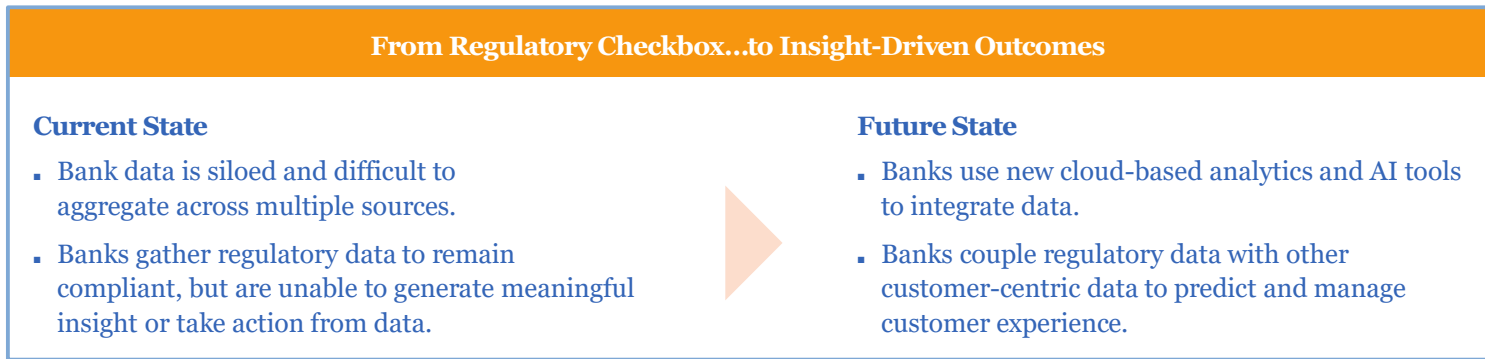 From Regulatory Checkbox...to Insight-Driven Outcomes
Current State
▪ Bank data is siloed and difficult to
aggregate across multiple sources.
▪ Banks gather regulatory data to remain
compliant, but are unable to generate meaningful
insight or take action from data.
Future State
▪ Banks use new cloud-based analytics and AI tools
to integrate data.
▪ Banks couple regulatory data with other
customer-centric data to predict and manage
customer experience.